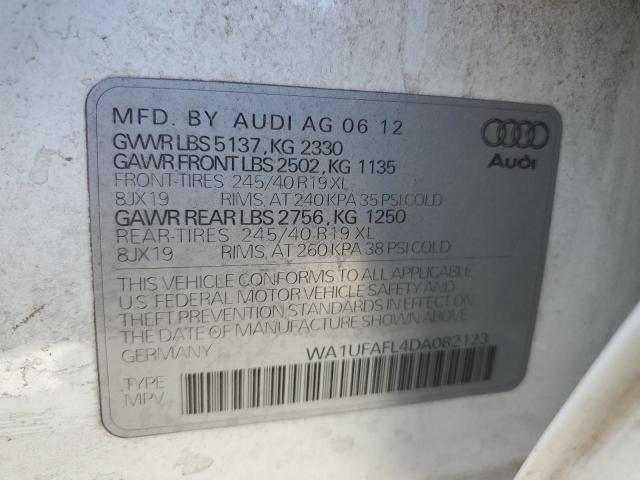 MFD. BY AUDI AG 06 12
GVWR LBS 5137, KG 2330
GAWR FRONT LBS 2502, KG 1135
FRONT-TIRES 245/40 R19 XL
8JX19 RIMS, AT 240 KPA 35 PSI COLD
GAWR REAR LBS 2756, KG 1250
REAR-TIRES 245/40 R19 XL
8JX19 RIMS, AT 260 KPA 38 PSI COLD
Audi
THIS VEHICLE CONFORMS TO ALL APPLICABLE
U.S. FEDERAL MOTOR VEHICLE SAFETY AND
THEFT PREVENTION STANDARDS IN EFFECT ON
THE DATE OF MANUFACTURE SHOWN ABOVE.
GERMANY WA1UFAFL4DA082123
TYPE
MPV